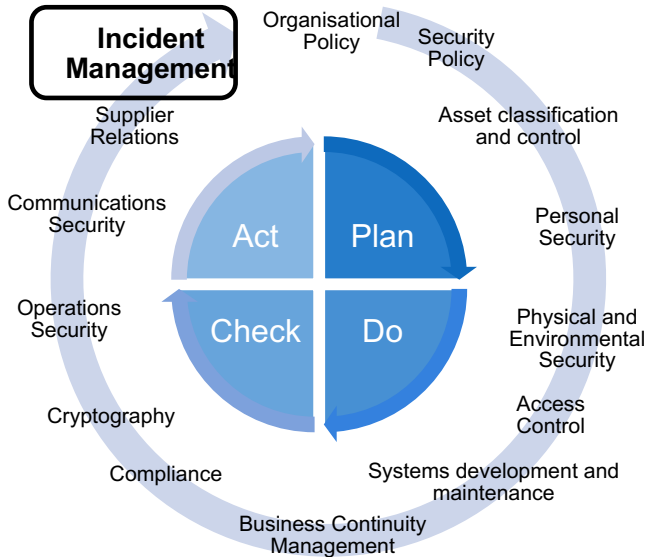 Incident
Management
Organisational
Policy
Security
Policy
Asset classification
and control
Personal
Security
Physical and
Environmental
Security
Access
Control
Systems development and
maintenance
Business Continuity
Management
Compliance
Cryptography
Operations
Security
Communications
Security
Supplier
Relations
Act
Plan
Check
Do